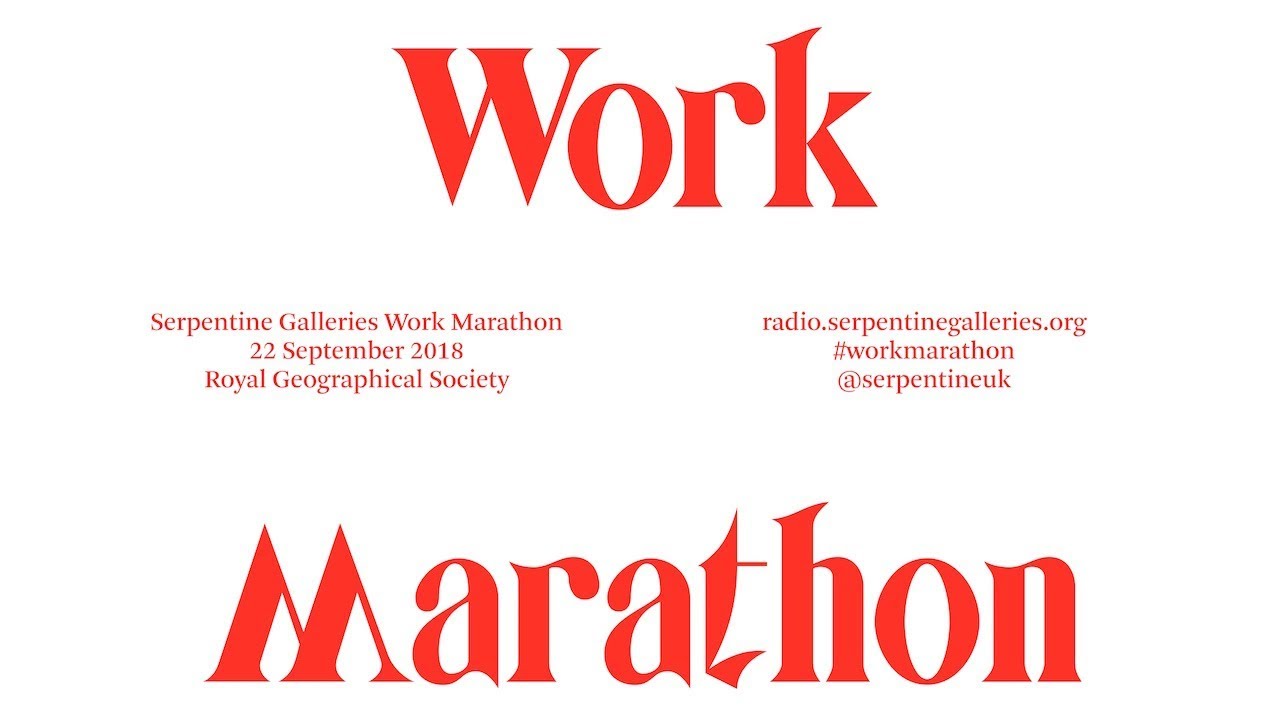 Work
Serpentine Galleries Work Marathon
22 September 2018
Royal Geographical Society
radio.serpentinegalleries.org
#workmarathon
@serpentineuk
Marathon